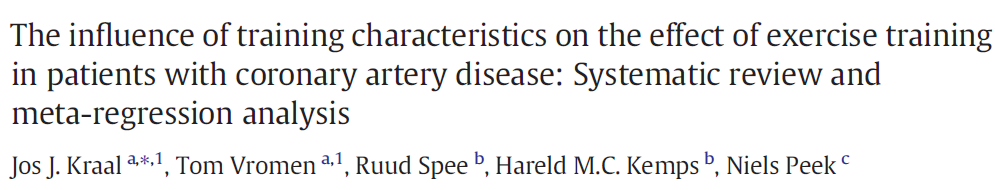 The influence of training characteristics on the effect of exercise training
in patients with coronary artery disease: Systematic review and
meta-regression analysis
Jos J. Kraal a,*,1, Tom Vromen a,1, Ruud Spee b, Hareld M.C. Kemps b, Niels Peek c